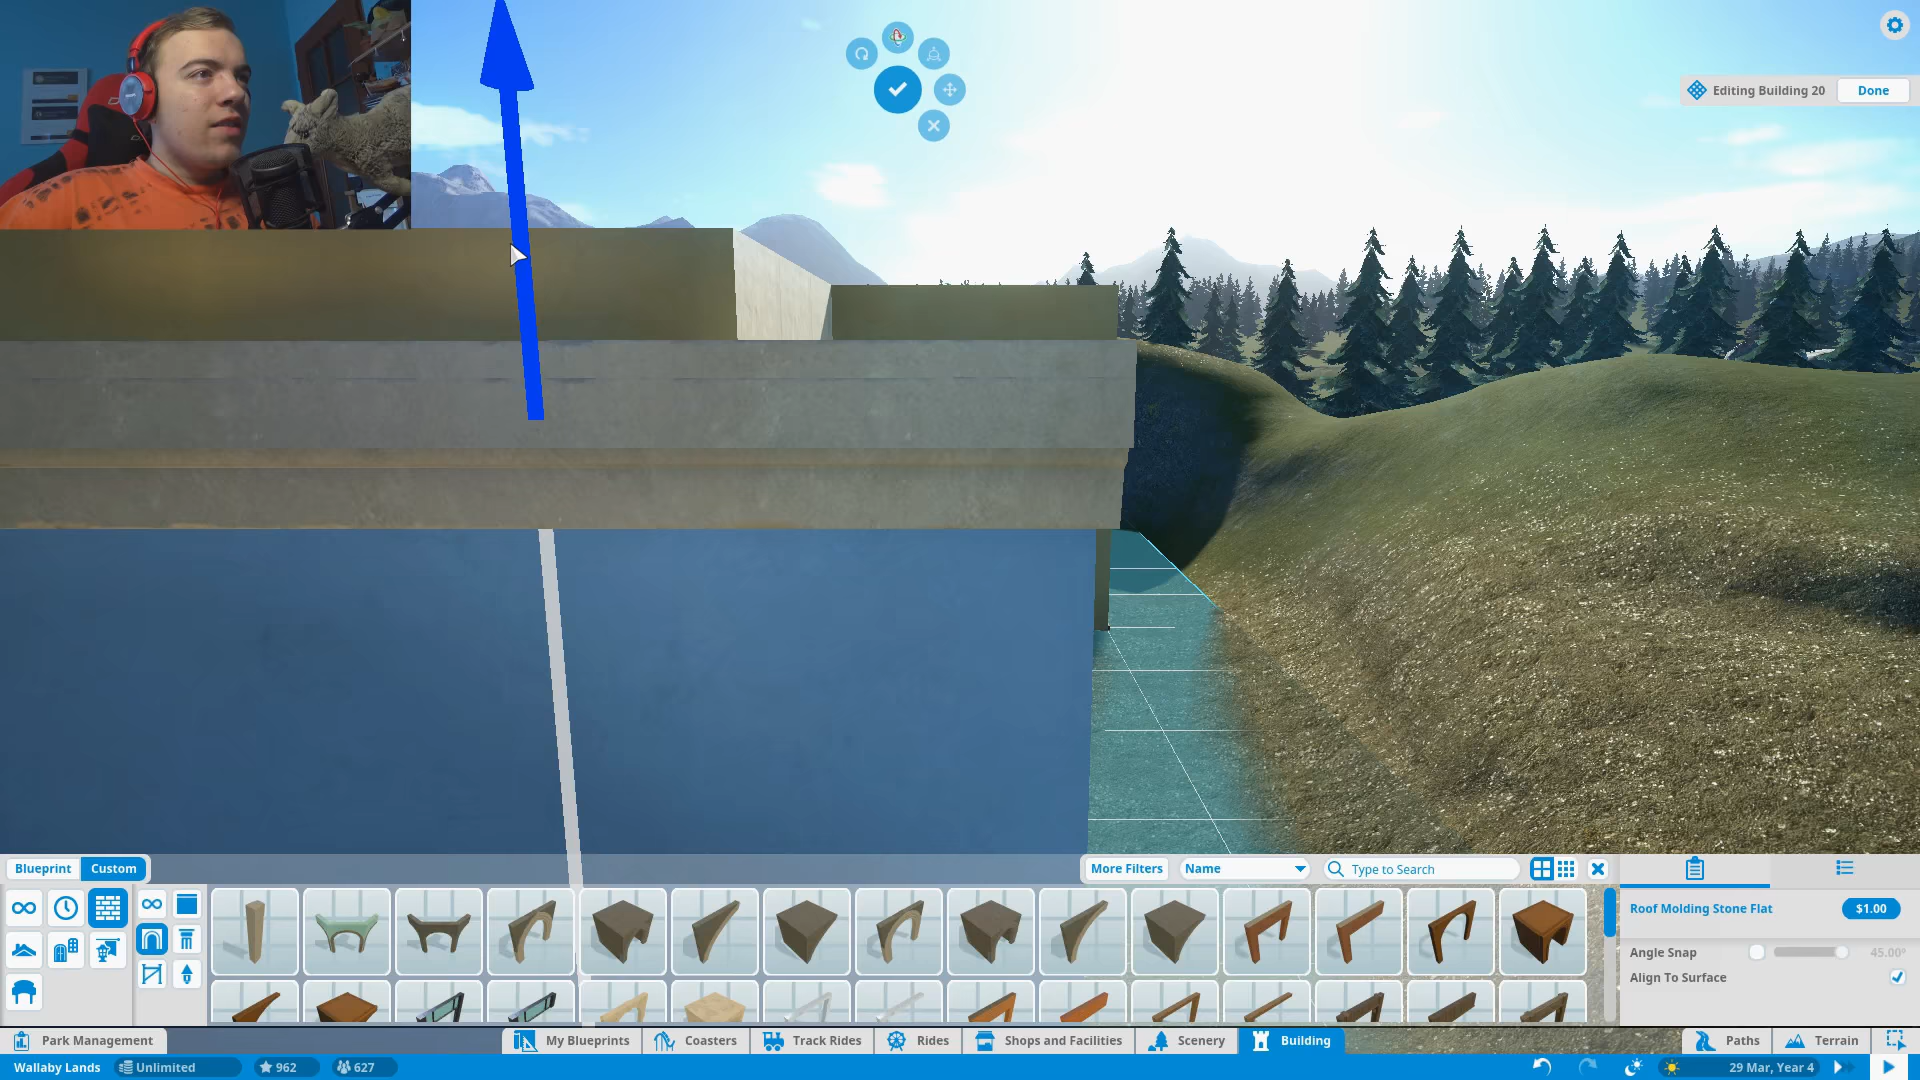 Editing Building 20
Done
Blueprint
Custom
More Filters
Name
Type to Search
Roof Molding Stone Flat
$1.00
Angle Snap
45.00°
Align To Surface
Park Management
My Blueprints
Coasters
Track Rides
Rides
Shops and Facilities
Scenery
Building
Paths
Terrain
Wallaby Lands
Unlimited
962
627
29 Mar, Year 4